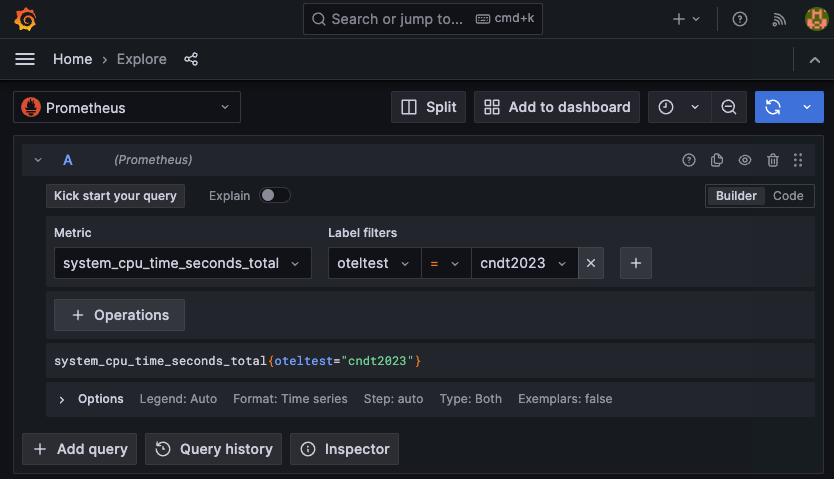 Search or jump to... cmd+k
Home › Explore
Prometheus Split Add to dashboard
A (Prometheus)
Kick start your query Explain Builder Code
Metric Label filters
system_cpu_time_seconds_total oteltest = cndt2023
+ Operations
system_cpu_time_seconds_total{oteltest="cndt2023"}
Options Legend: Auto Format: Time series Step: auto Type: Both Exemplars: false
+ Add query Query history Inspector